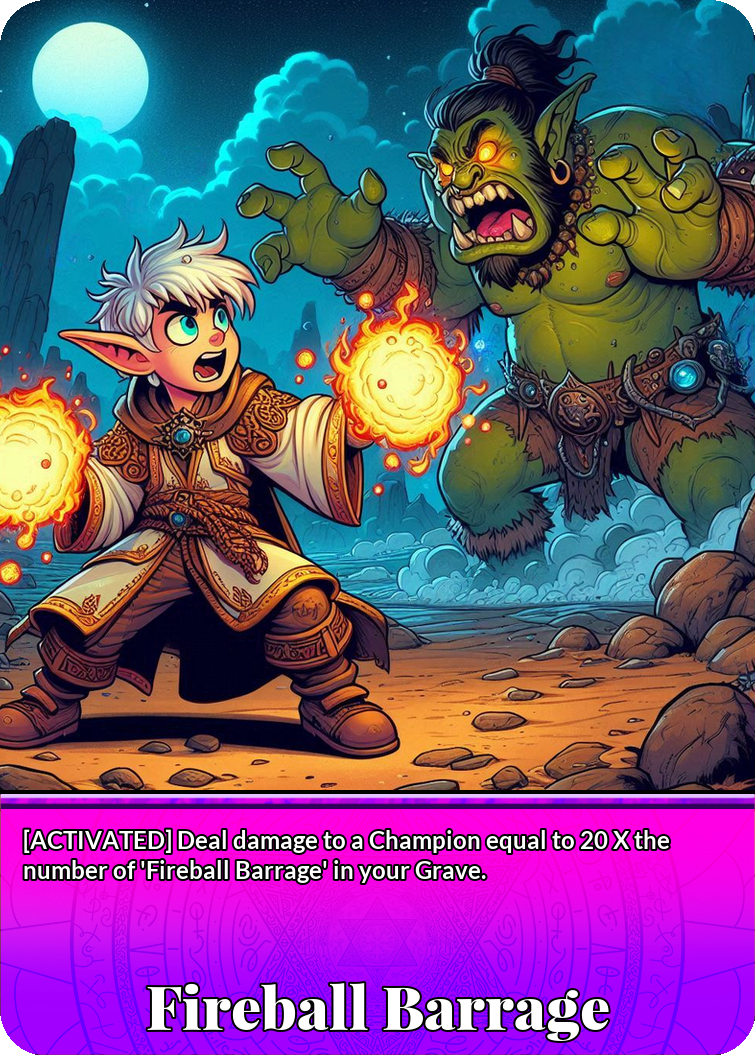 [ACTIVATED] Deal damage to a Champion equal to 20 X the
number of 'Fireball Barrage' in your Grave.
Fireball Barrage